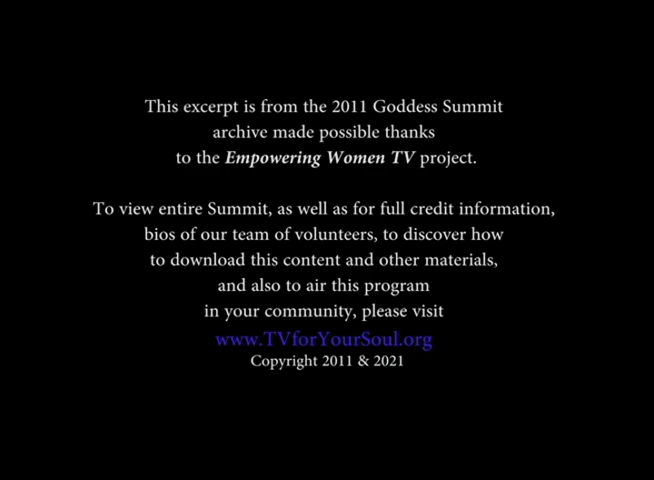 This excerpt is from the 2011 Goddess Summit
archive made possible thanks
to the Empowering Women TV project.
To view entire Summit, as well as for full credit information,
bios of our team of volunteers, to discover how
to download this content and other materials,
and also to air this program
in your community, please visit
www.TVforYourSoul.org
Copyright 2011 & 2021